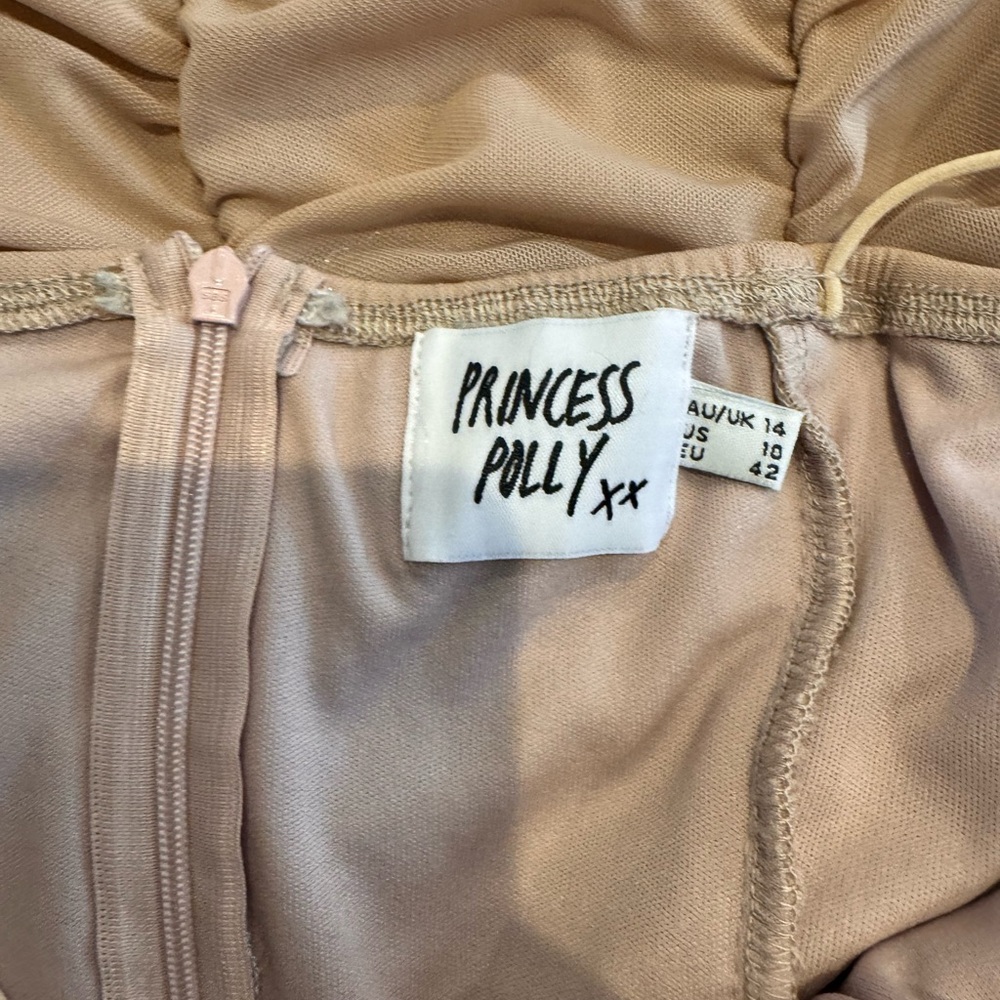 PRINCESS
POLLY xx
AU/UK 14
US 10
EU 42